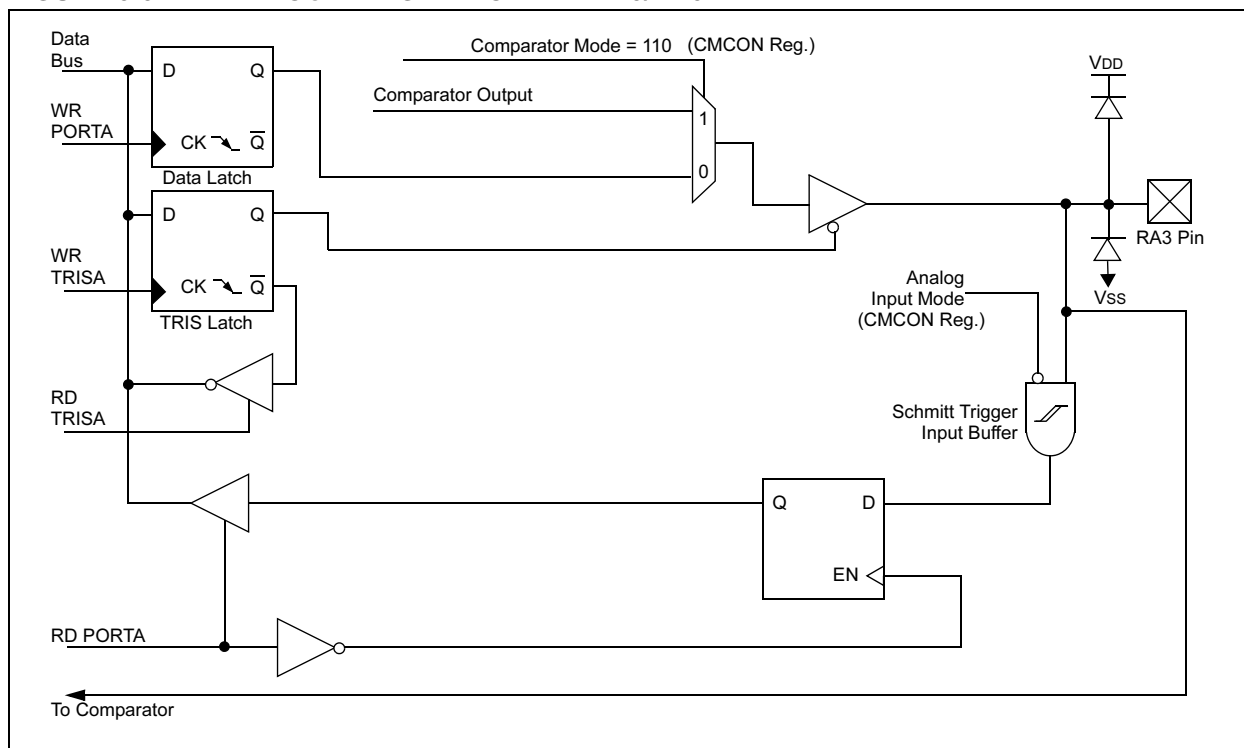 Data
Bus
D
Q
WR
PORTA
CK
Q
Data Latch
Comparator Mode = 110 (CMCON Reg.)
Comparator Output
1
0
VDD
RA3 Pin
VSS
D
Q
WR
TRISA
CK
Q
TRIS Latch
Analog
Input Mode
(CMCON Reg.)
RD
TRISA
Schmitt Trigger
Input Buffer
Q
D
EN
RD PORTA
To Comparator